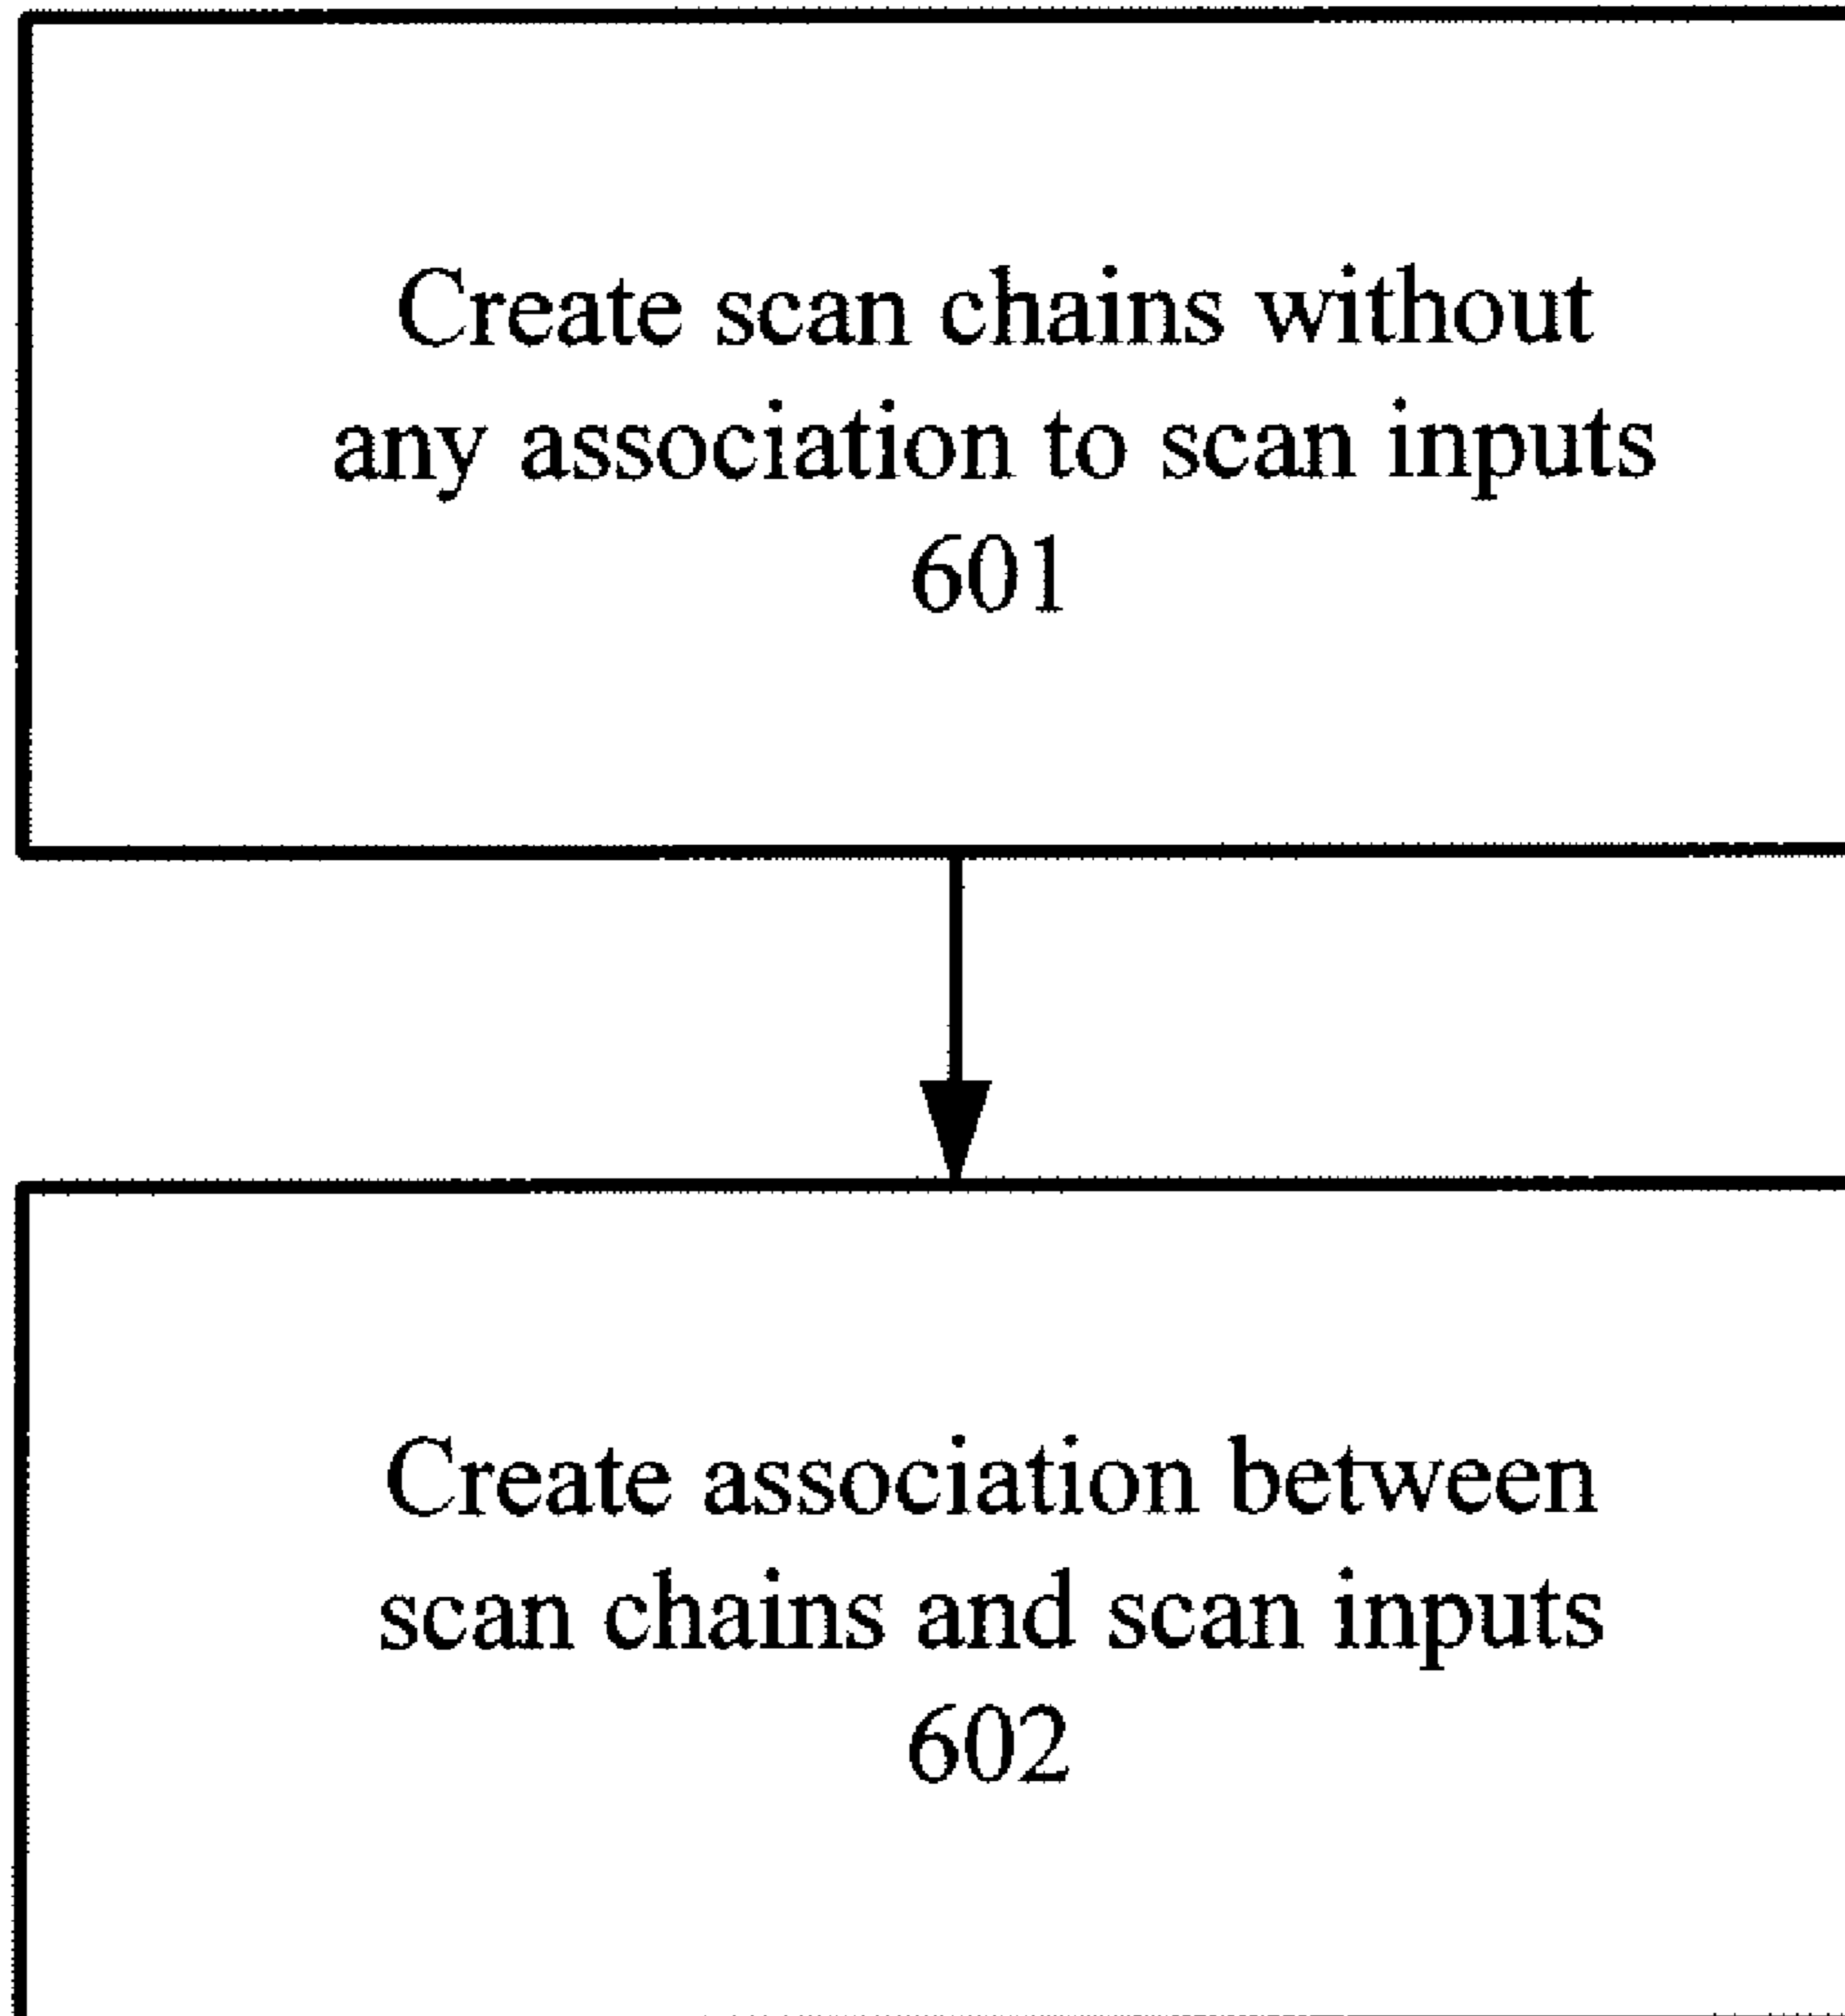 Create scan chains without
any association to scan inputs
601
Create association between
scan chains and scan inputs
602